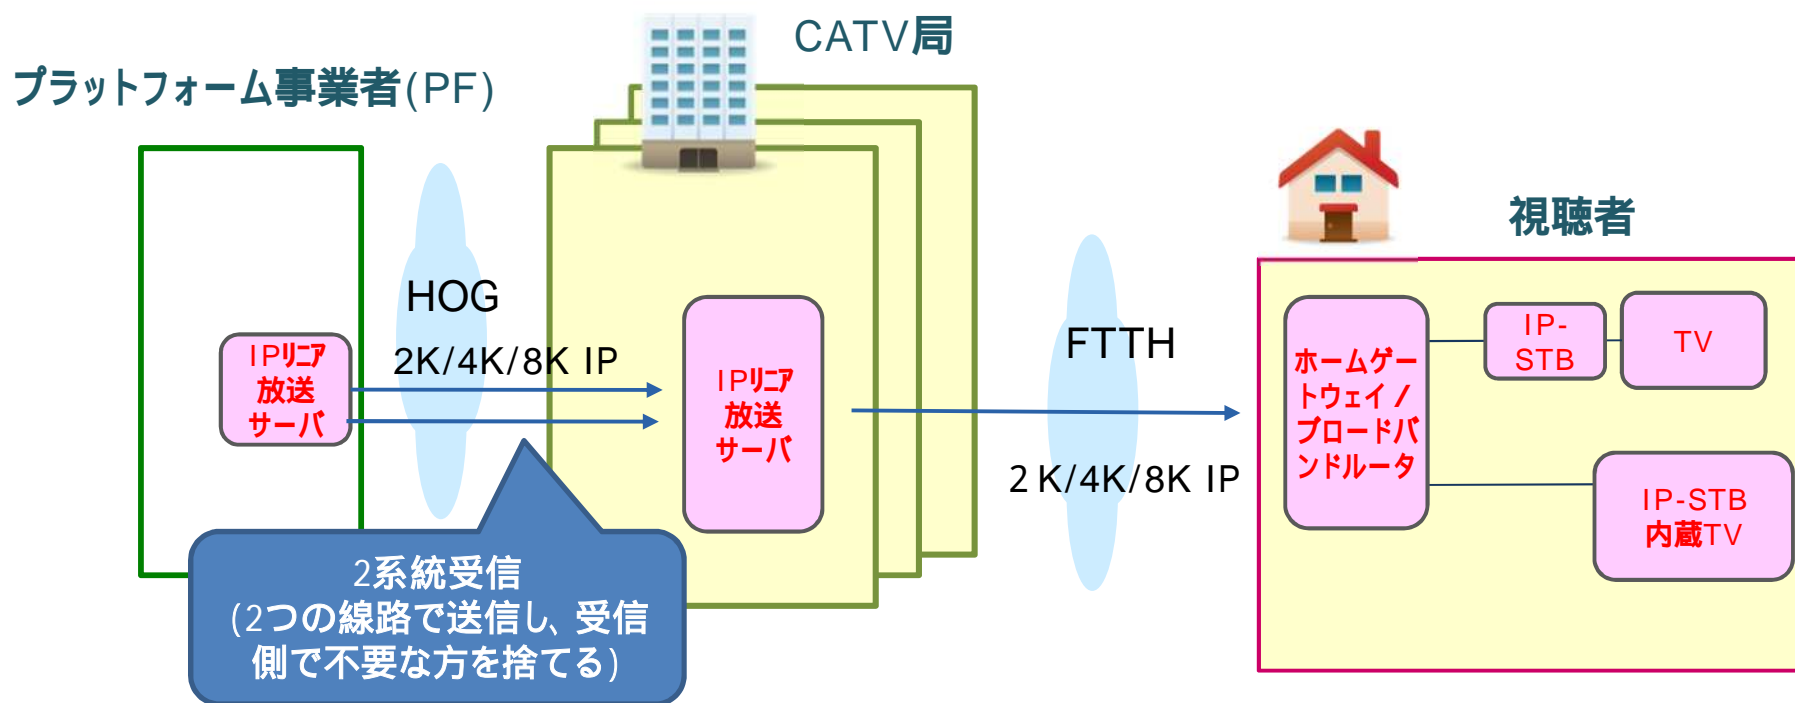 CATV局
プラットフォーム事業者(PF)
視聴者
HOG
2K/4K/8K IP
IPリニア
放送
サーバ
IPリニア
放送
サーバ
FTTH
2K/4K/8K IP
ホームゲー
トウェイ/
ブロードバ
ンドルータ
IP-
STB
TV
IP-STB
内蔵TV
2系統受信
(2つの線路で送信し、受信
側で不要な方を捨てる)